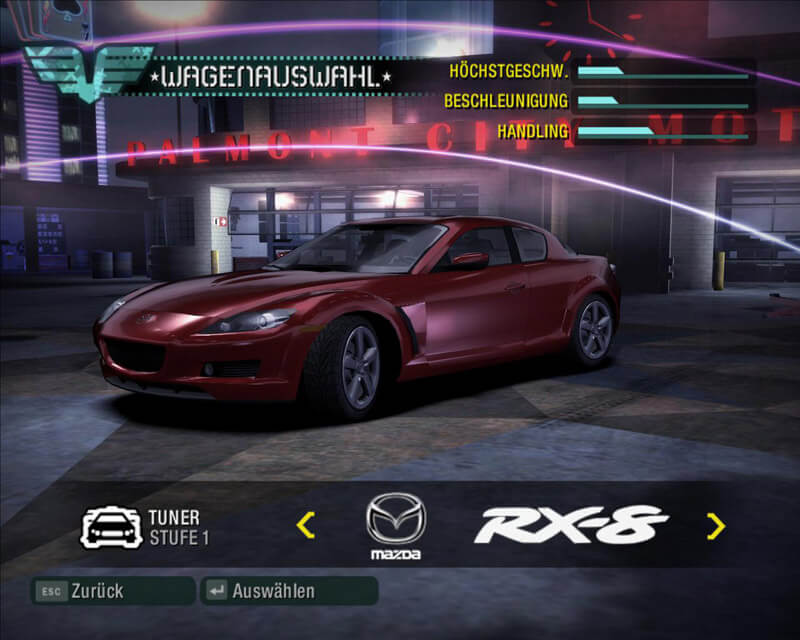 ★WAGENAUSWAHL★
HÖCHSTGESCHW.
BESCHLEUNIGUNG
HANDLING
PALMONT CITY MOT
TUNER
STUFE 1
mazda
RX-8
ESC Zurück
Auswählen